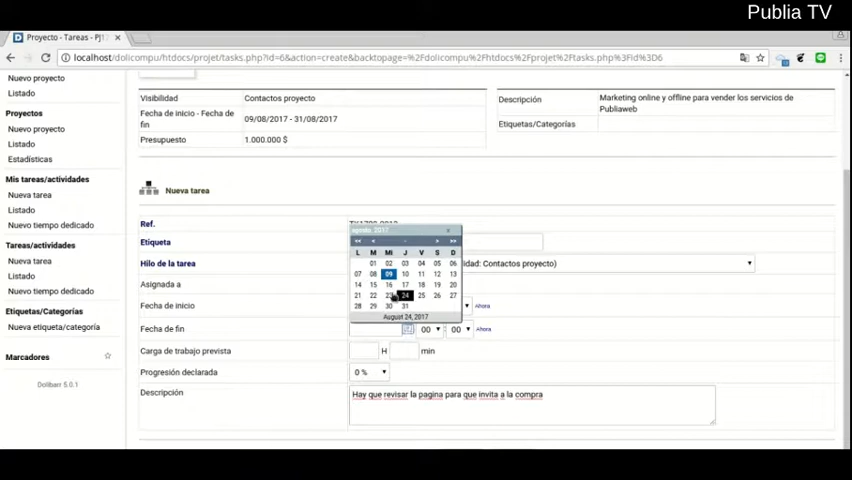 Publia TV
Proyecto - Tareas - PJ1
localhost/dolicompu/htdocs/projet/tasks.php?id=6&action=create&backtopage=%2Fdolicompu%2Fhtdocs%2Fprojet%2Ftasks.php%3Fid%3D6
Nuevo proyecto
Listado
Proyectos
Nuevo proyecto
Listado
Estadísticas
Mis tareas/actividades
Nueva tarea
Listado
Nuevo tiempo dedicado
Tareas/actividades
Nueva tarea
Listado
Nuevo tiempo dedicado
Etiquetas/Categorías
Nueva etiqueta/categoría
Marcadores
Dolibarr 5.0.1
Visibilidad Contactos proyecto
Fecha de inicio - Fecha de fin 09/08/2017 - 31/08/2017
Presupuesto 1.000.000 $
Descripción Marketing online y offline para vender los servicios de
Publiaweb
Etiquetas/Categorías
Nueva tarea
Ref.
Etiqueta
Hilo de la tarea lidad: Contactos proyecto)
Asignada a
Fecha de inicio Ahora
Fecha de fin 00 : 00 Ahora
Carga de trabajo prevista H min
Progresión declarada 0 %
Descripción Hay que revisar la pagina para que invita a la compra
agosto, 2017 x
<< < > >>
L M Mi J V S D
01 02 03 04 05 06
07 08 09 10 11 12 13
14 15 16 17 18 19 20
21 22 23 24 25 26 27
28 29 30 31
August 24, 2017